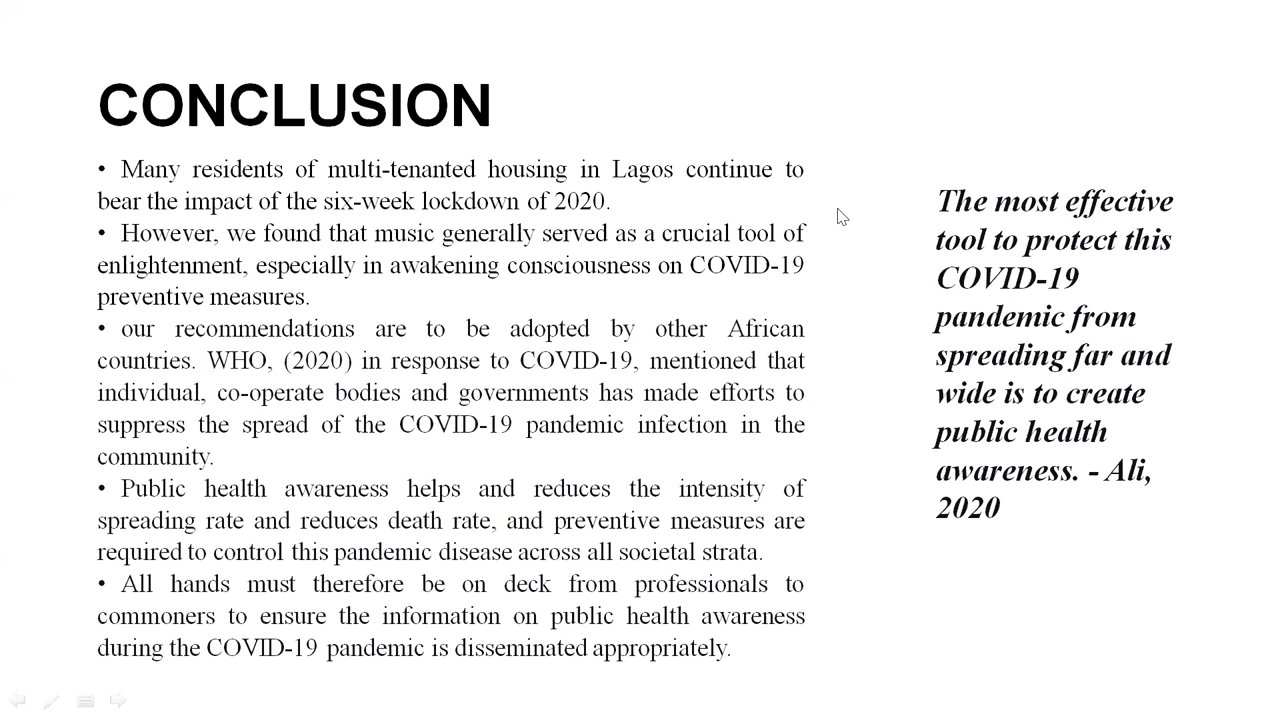 CONCLUSION
• Many residents of multi-tenanted housing in Lagos continue to
bear the impact of the six-week lockdown of 2020.
• However, we found that music generally served as a crucial tool of
enlightenment, especially in awakening consciousness on COVID-19
preventive measures.
• our recommendations are to be adopted by other African
countries. WHO, (2020) in response to COVID-19, mentioned that
individual, co-operate bodies and governments has made efforts to
suppress the spread of the COVID-19 pandemic infection in the
community.
• Public health awareness helps and reduces the intensity of
spreading rate and reduces death rate, and preventive measures are
required to control this pandemic disease across all societal strata.
• All hands must therefore be on deck from professionals to
commoners to ensure the information on public health awareness
during the COVID-19 pandemic is disseminated appropriately.
The most effective
tool to protect this
COVID-19
pandemic from
spreading far and
wide is to create
public health
awareness. - Ali,
2020